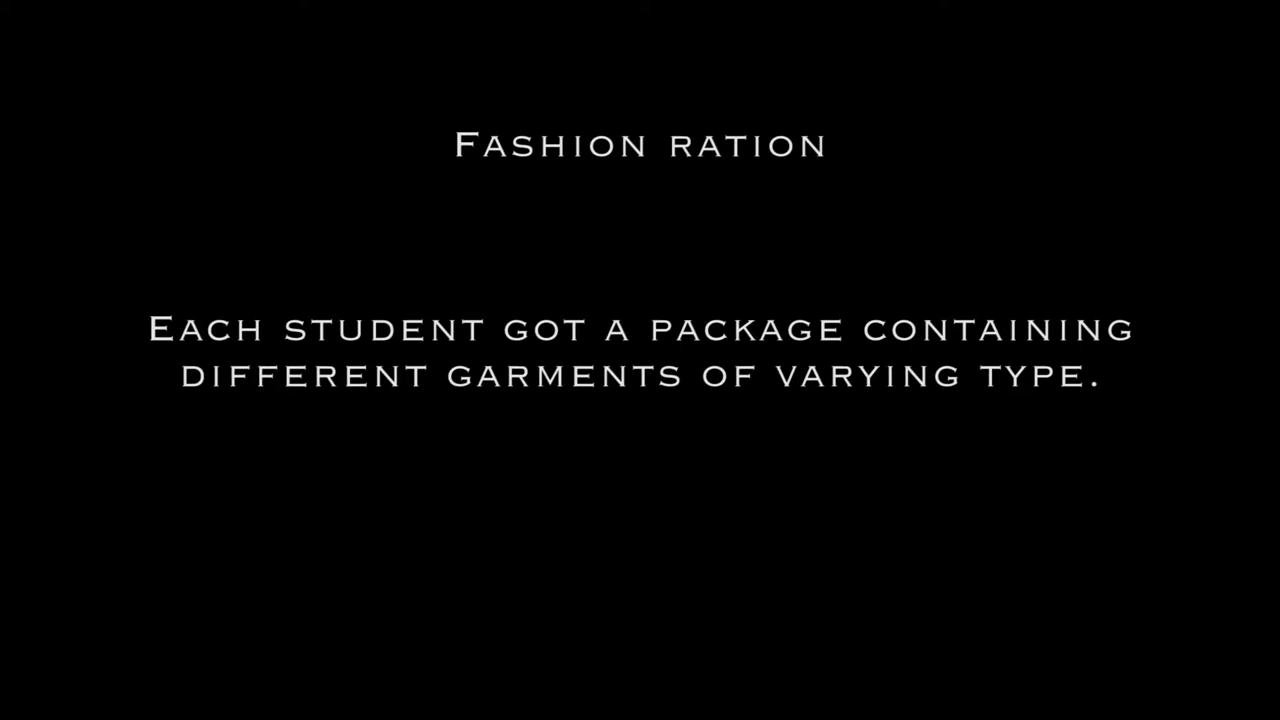 Fashion ration
Each student got a package containing
different garments of varying type.